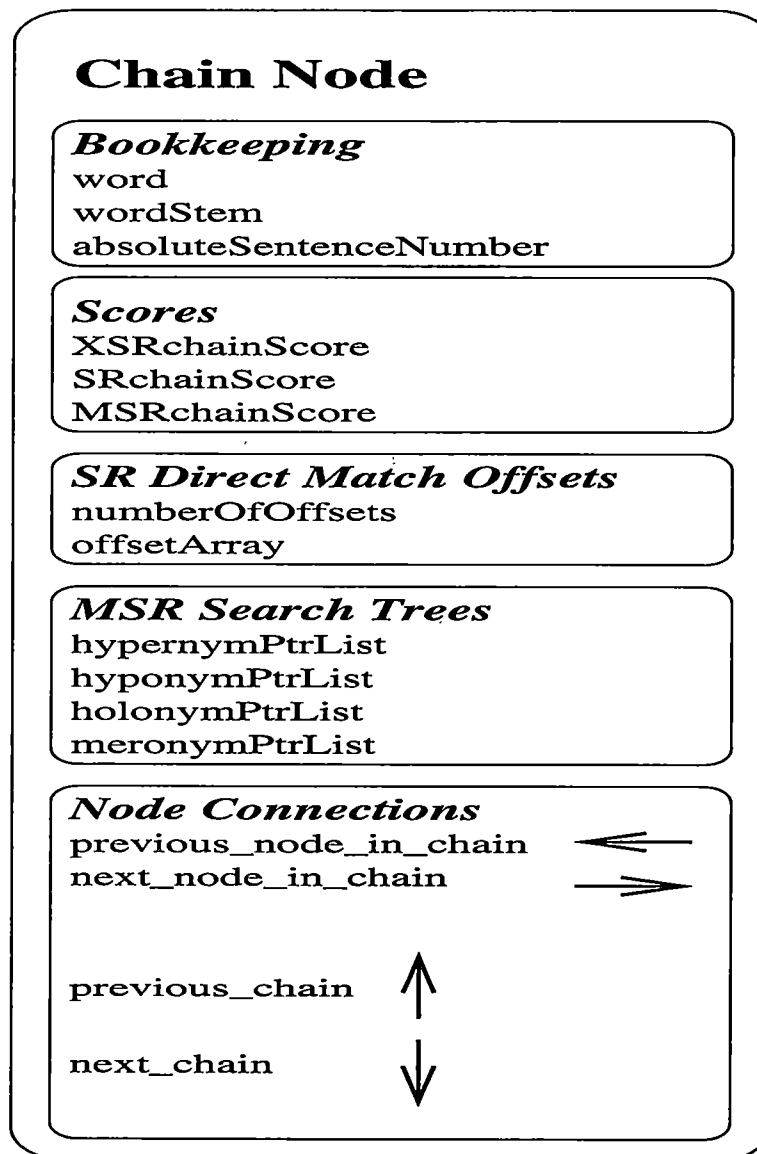 Chain Node
Bookkeeping
word
wordStem
absoluteSentenceNumber
Scores
XSRchainScore
SRchainScore
MSRchainScore
SR Direct Match Offsets
numberOfOffsets
offsetArray
MSR Search Trees
hypernymPtrList
hyponymPtrList
holonymPtrList
meronymPtrList
Node Connections
previous_node_in_chain
next_node_in_chain
previous_chain
next_chain